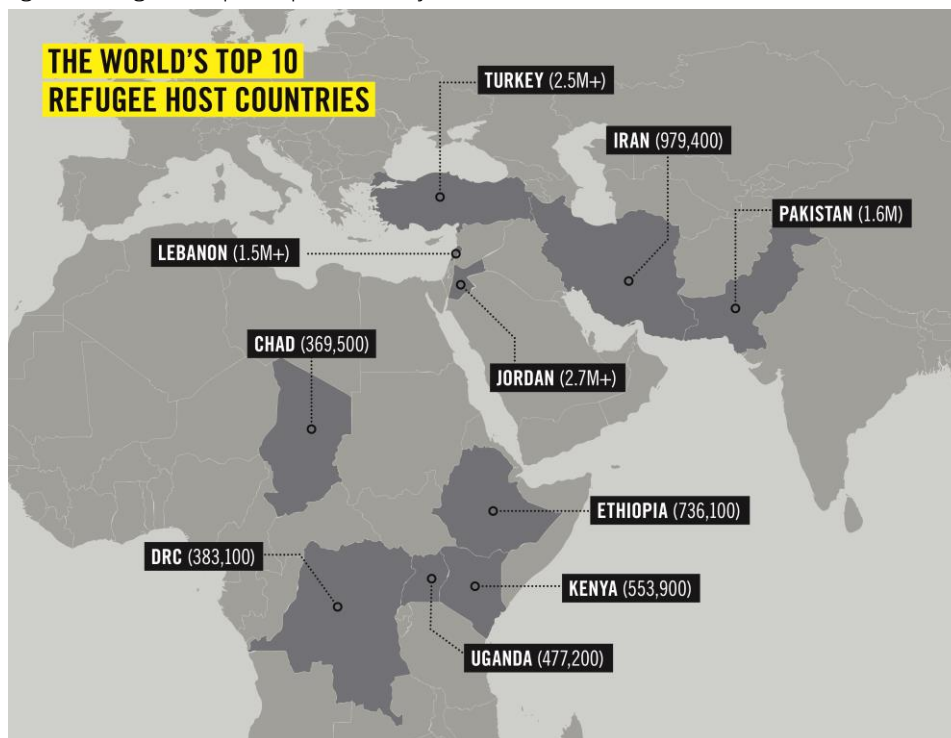 THE WORLD'S TOP 10
REFUGEE HOST COUNTRIES
TURKEY (2.5M+)
IRAN (979,400)
PAKISTAN (1.6M)
LEBANON (1.5M+)
CHAD (369,500)
JORDAN (2.7M+)
ETHIOPIA (736,100)
DRC (383,100)
KENYA (553,900)
UGANDA (477,200)